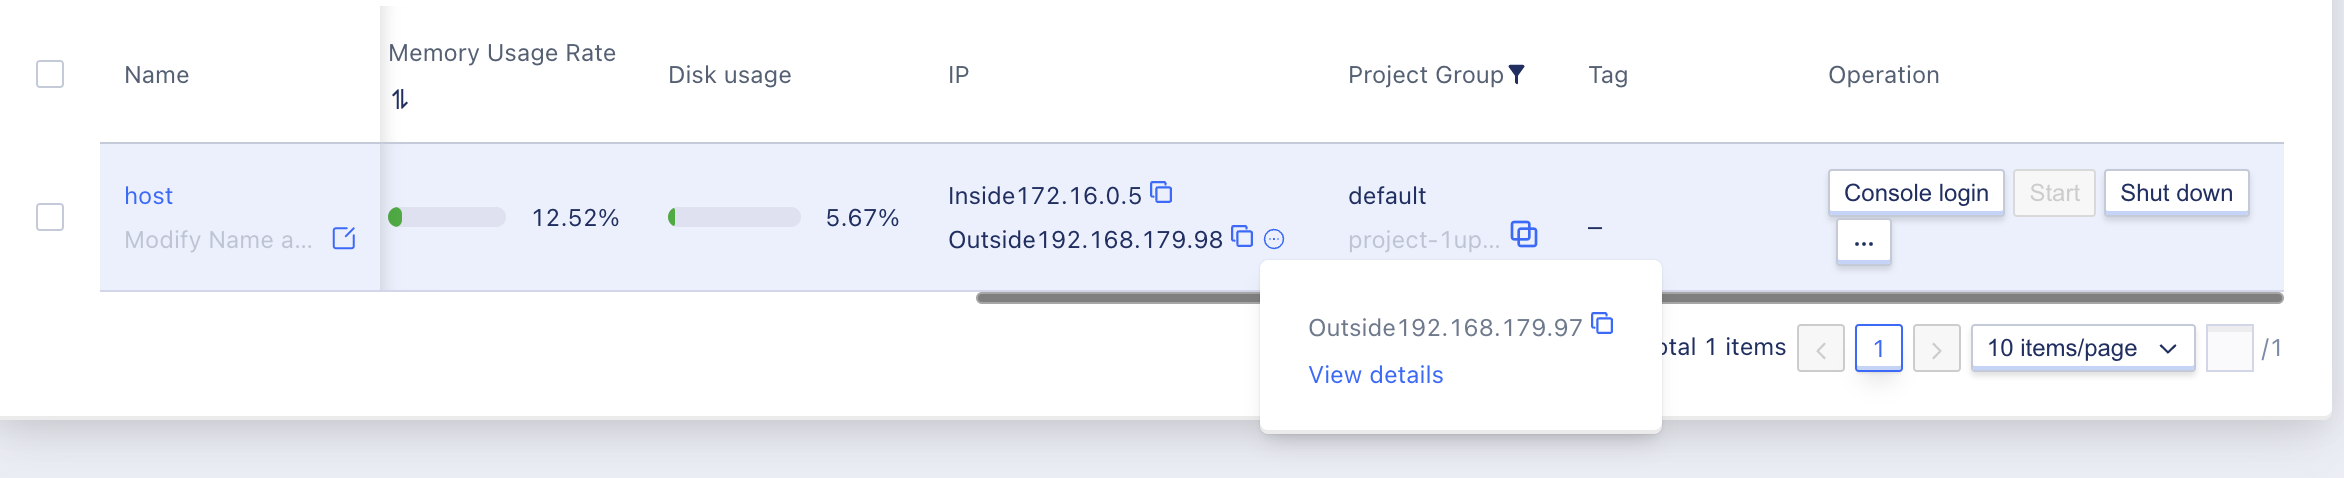 Name
Memory Usage Rate
Disk usage
IP
Project Group
Tag
Operation
host
Modify Name a...
12.52%
5.67%
Inside172.16.0.5
Outside192.168.179.98
default
project-1up...
–
Console login
Start
Shut down
...
Outside192.168.179.97
View details
otal 1 items
1
10 items/page
/1